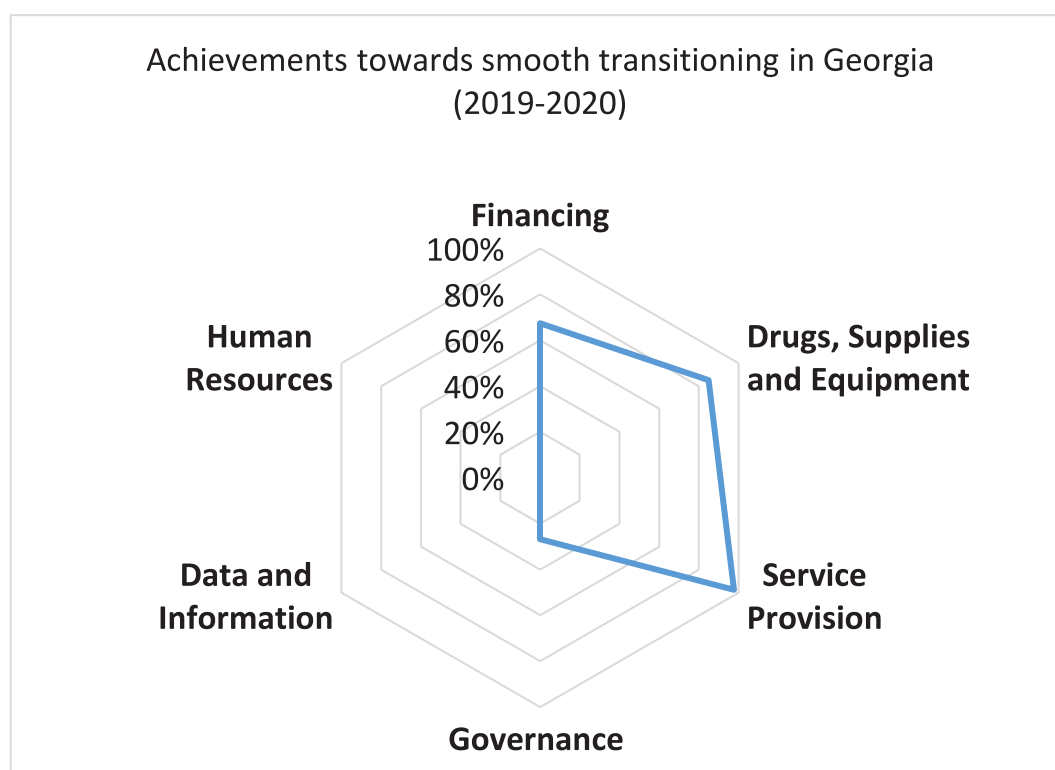 Achievements towards smooth transitioning in Georgia
(2019-2020)
Financing
100%
80%
60%
40%
20%
0%
Human
Resources
Drugs, Supplies
and Equipment
Data and
Information
Service
Provision
Governance